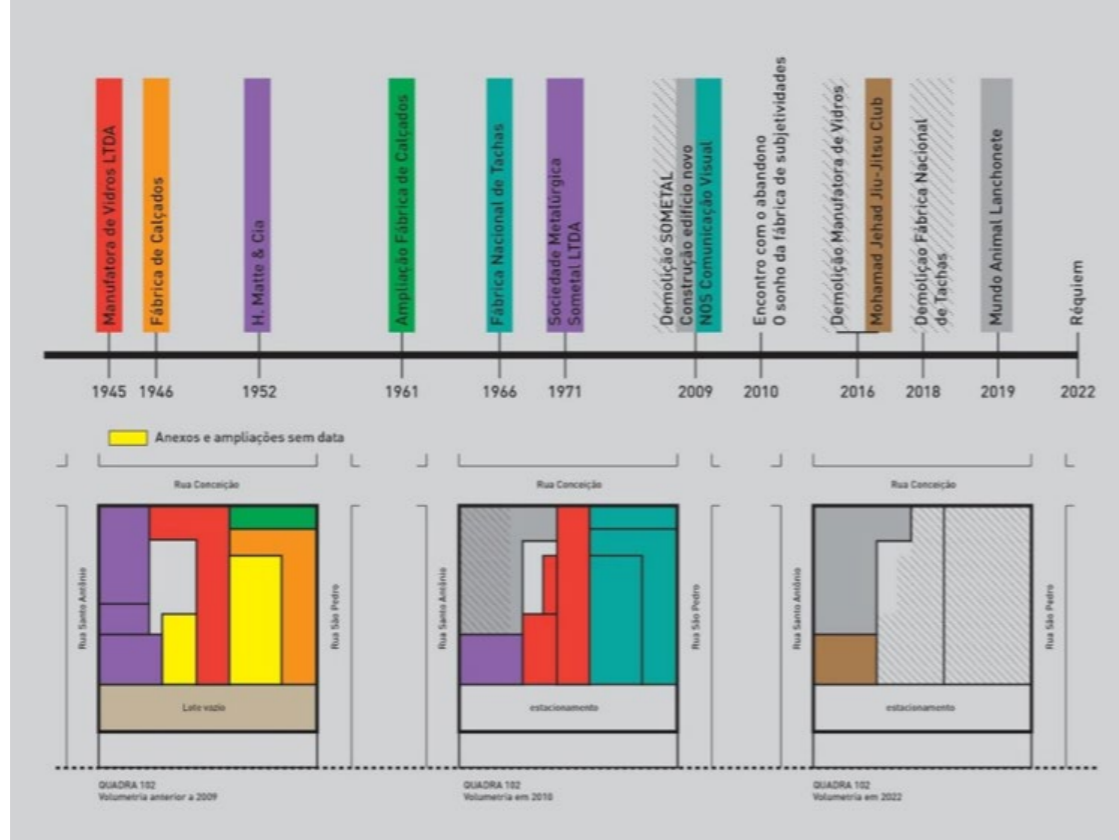 Manufatora de Vidros LTDA
Fábrica de Calçados
H. Matte & Cia
Ampliação Fábrica de Calçados
Fábrica Nacional de Tachas
Sociedade Metalúrgica
Sometal LTDA
Demolição SOMETAL
Construção edifício novo
NOS Comunicação Visual
Encontro com o abandono
O sonho da fábrica de subjetividades
Demolição Manufatora de Vidros
Mohamad Jehad Jiu-Jitsu Club
Demoliçao Fábrica Nacional
de Tachas
Mundo Animal Lanchonete
Réquiem
1945 1946 1952 1961 1966 1971 2009 2010 2016 2018 2019 2022
Anexos e ampliações sem data
Rua Conceição
Rua Santo Antônio
Rua São Pedro
Lote vazio
QUADRA 102
Volumetria anterior a 2009
Rua Conceição
Rua Santo Antônio
Rua São Pedro
estacionamento
QUADRA 102
Volumetria em 2010
Rua Conceição
Rua Santo Antônio
Rua São Pedro
estacionamento
QUADRA 102
Volumetria em 2022